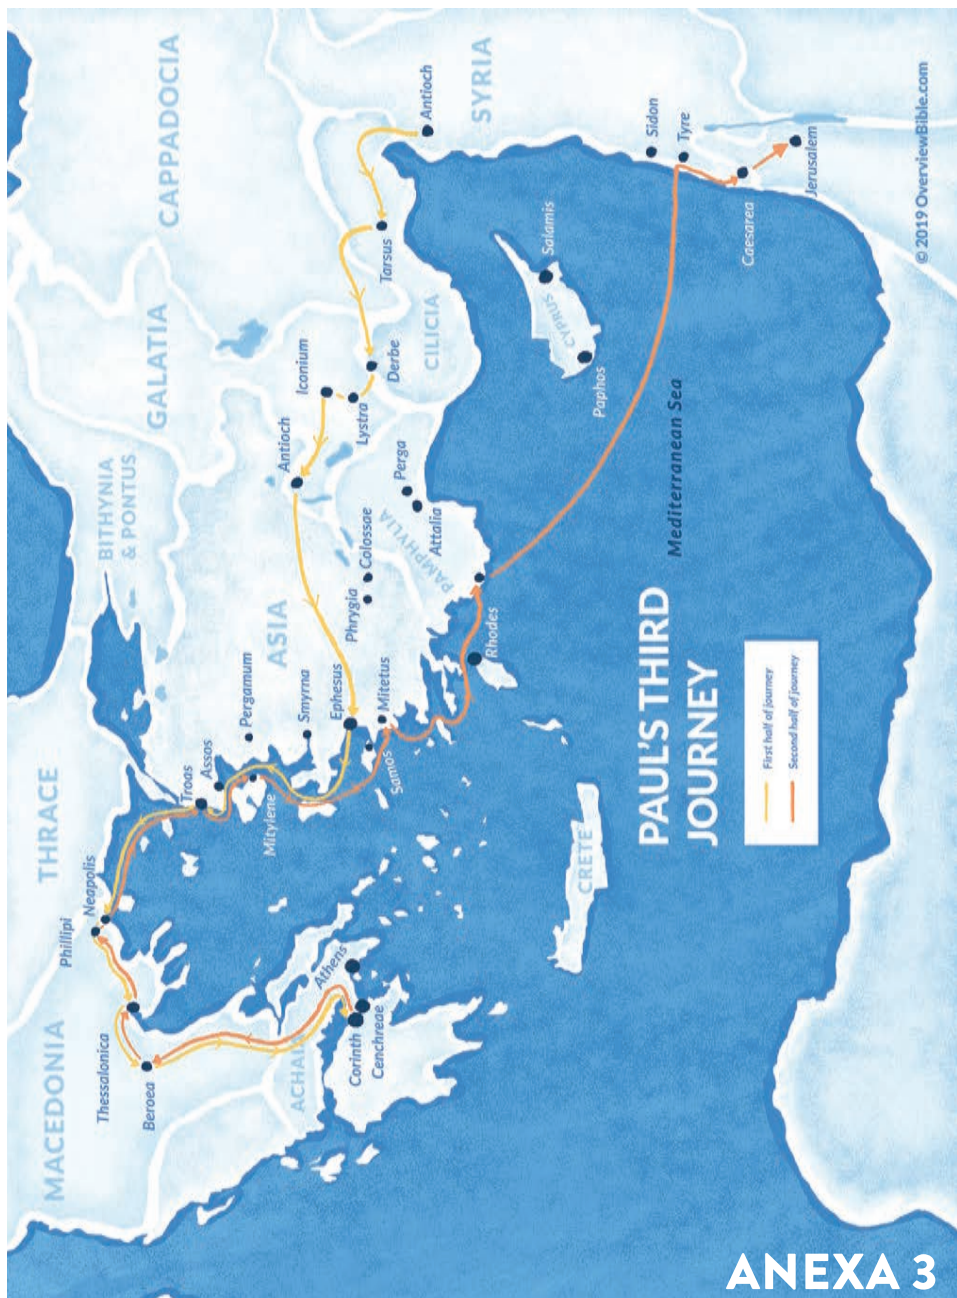 MACEDONIA
THRACE
BITHYNIA
& PONTUS
GALATIA
CAPPADOCIA
Phillipi
Neapolis
Thessalonica
Beroea
Troas
Assos
Pergamum
Mitylene
Smyrna
ASIA
Ephesus
Mitetus
Samos
Phrygia
Colossae
Antioch
Iconium
Lystra
Derbe
Tarsus
Antioch
SYRIA
CILICIA
PAMPHYLIA
Perga
Attalia
ACHAIA
Athens
Corinth
Cenchreae
Rhodes
CRETE
CYPRUS
Salamis
Paphos
Sidon
Tyre
Caesarea
Jerusalem
Mediterranean Sea
PAUL'S THIRD
JOURNEY
First half of journey
Second half of journey
©2019 OverviewBible.com
ANEXA 3